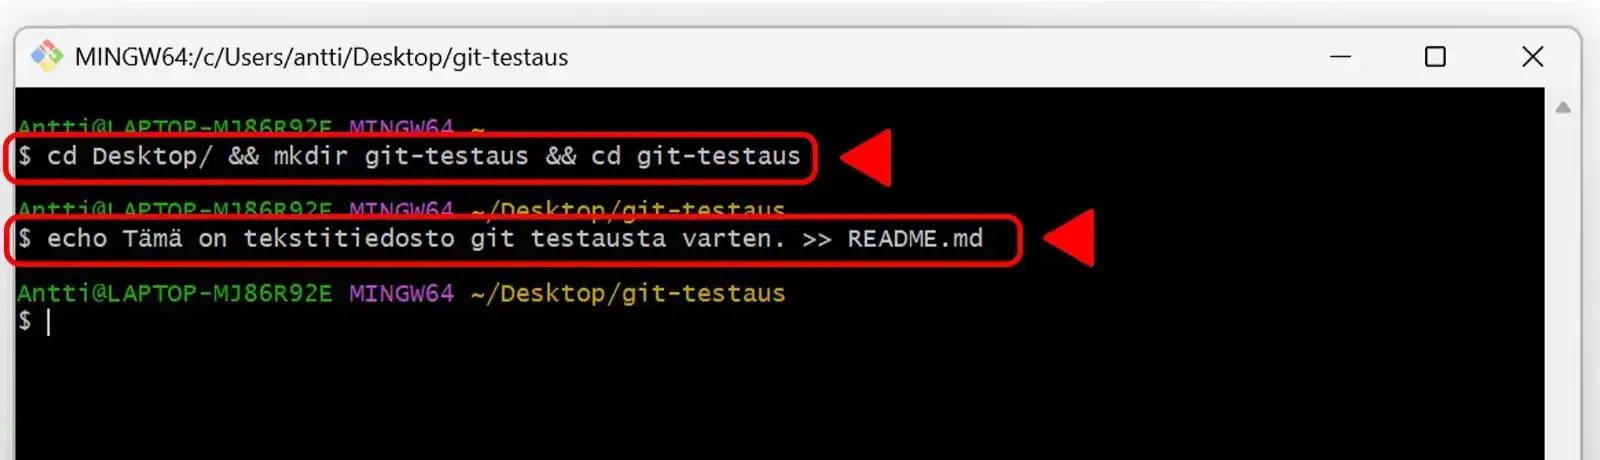 MINGW64:/c/Users/antti/Desktop/git-testaus
Antti@LAPTOP-MJ86R92E MINGW64 ~
$ cd Desktop/ && mkdir git-testaus && cd git-testaus
Antti@LAPTOP-MJ86R92E MINGW64 ~/Desktop/git-testaus
$ echo Tämä on tekstitiedosto git testausta varten. >> README.md
Antti@LAPTOP-MJ86R92E MINGW64 ~/Desktop/git-testaus
$